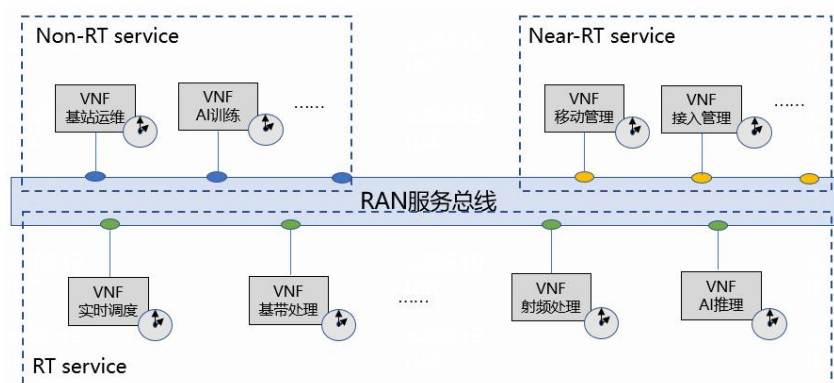 Non-RT service
Near-RT service
VNF
基站运维
VNF
AI训练
……
VNF
移动管理
VNF
接入管理
……
RAN服务总线
VNF
实时调度
VNF
基带处理
……
VNF
射频处理
VNF
AI推理
RT service